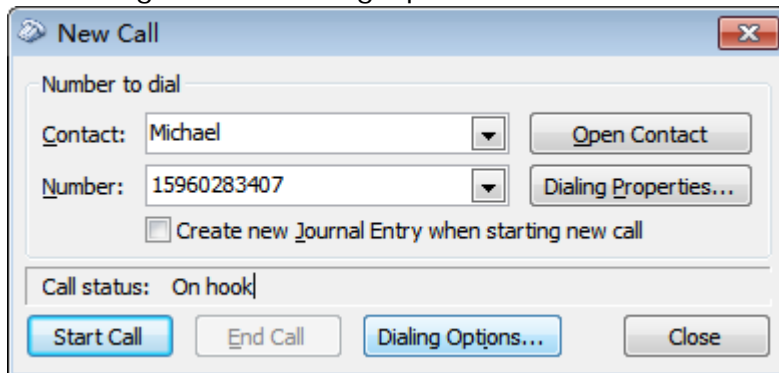 New Call
Number to dial
Contact: Michael Open Contact
Number: 15960283407 Dialing Properties...
Create new Journal Entry when starting new call
Call status: On hook
Start Call End Call Dialing Options... Close